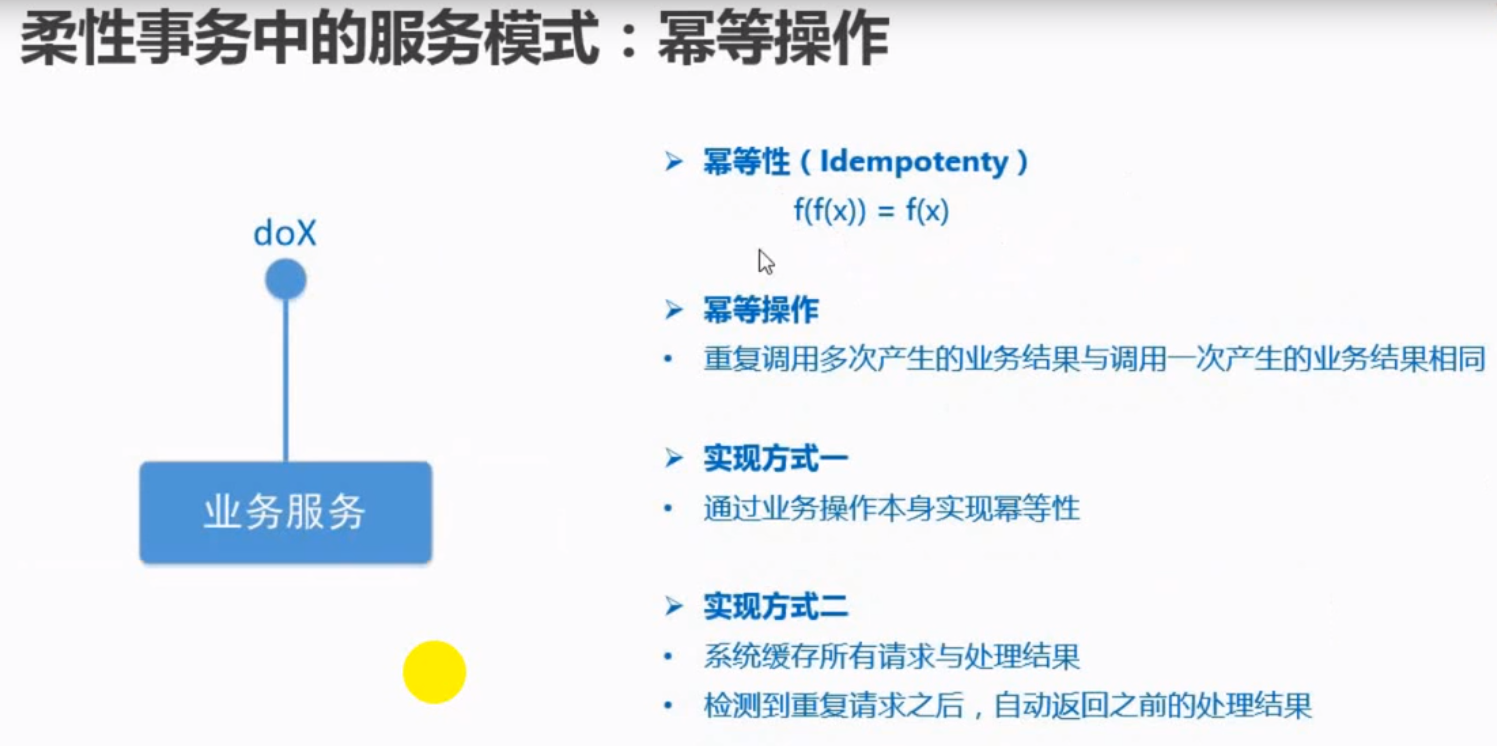 柔性事务中的服务模式：幂等操作
doX
业务服务
➢ 幂等性（Idempotenty）
f(f(x)) = f(x)
➢ 幂等操作
• 重复调用多次产生的业务结果与调用一次产生的业务结果相同
➢ 实现方式一
• 通过业务操作本身实现幂等性
➢ 实现方式二
• 系统缓存所有请求与处理结果
• 检测到重复请求之后，自动返回之前的处理结果